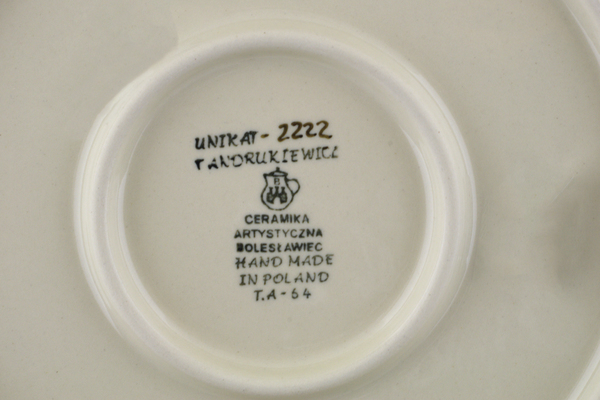 UNIKAT - 2222
T ANDRUKIEWICZ
B
CERAMIKA
ARTYSTYCZNA
BOLESŁAWIEC
HAND MADE
IN POLAND
T.A - 64